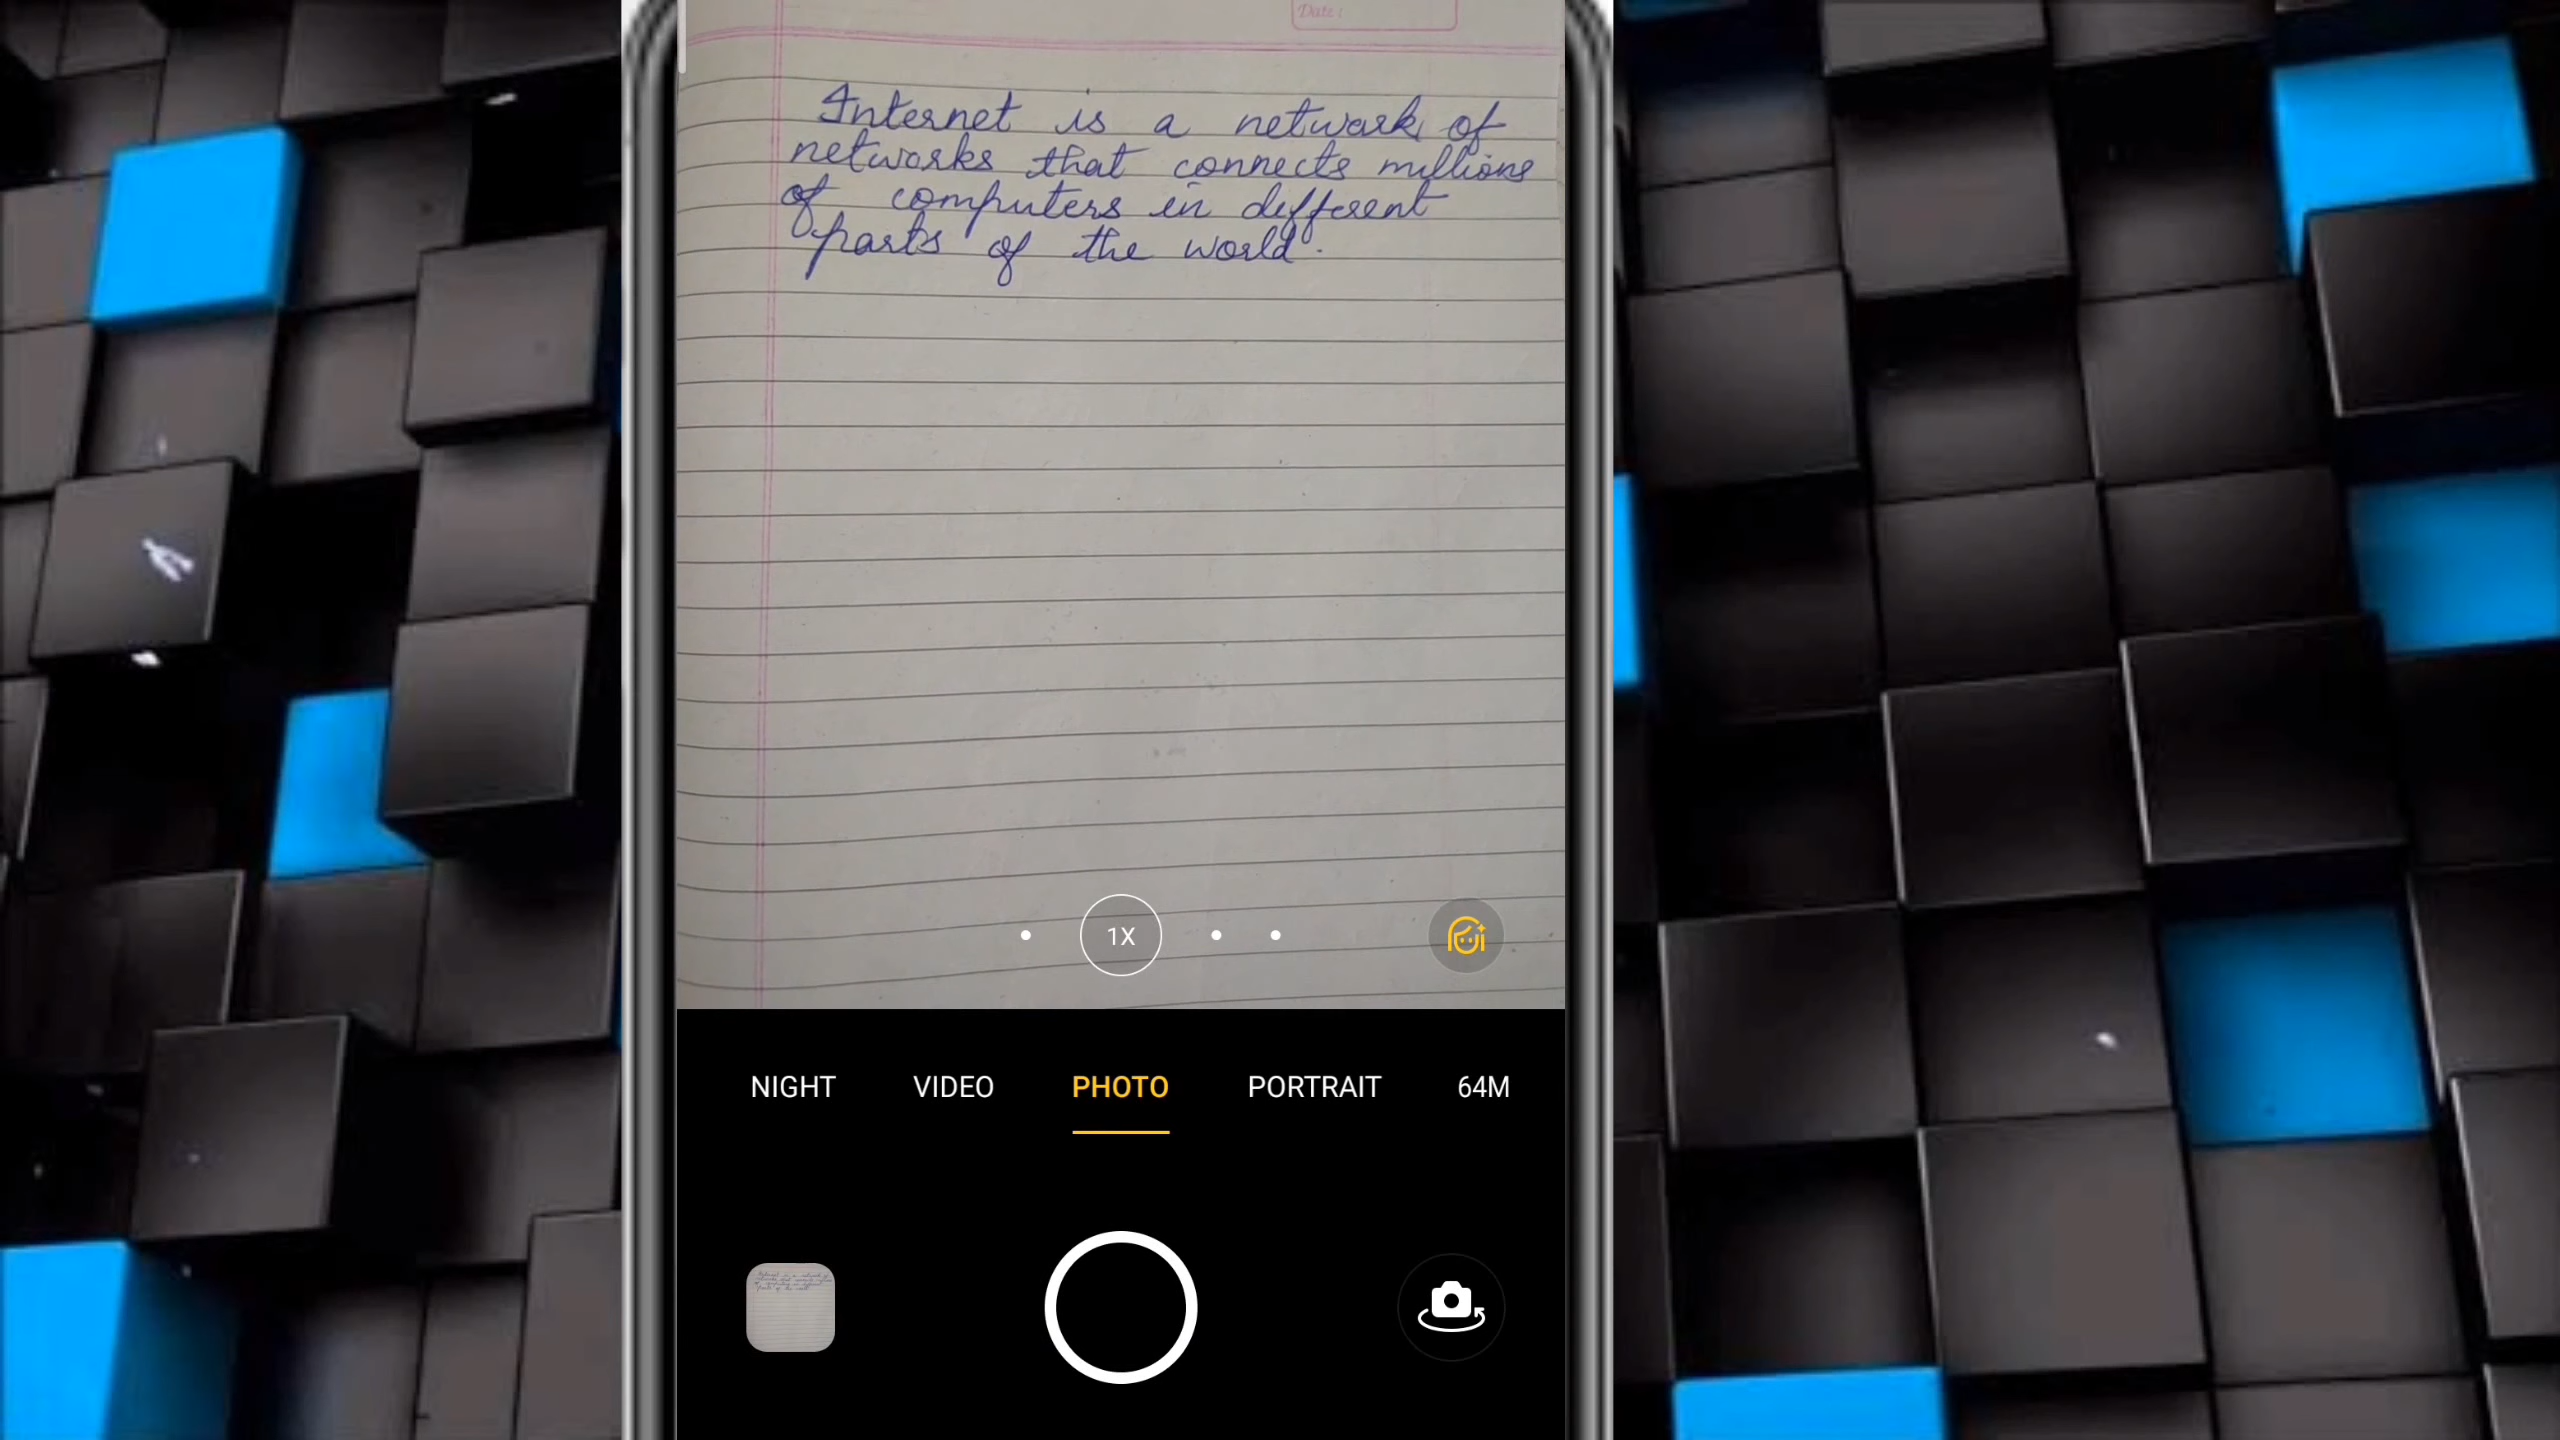 Date :
Internet is a network of
networks that connects millions
of computers in different
parts of the world.
1X
NIGHT VIDEO PHOTO PORTRAIT 64M